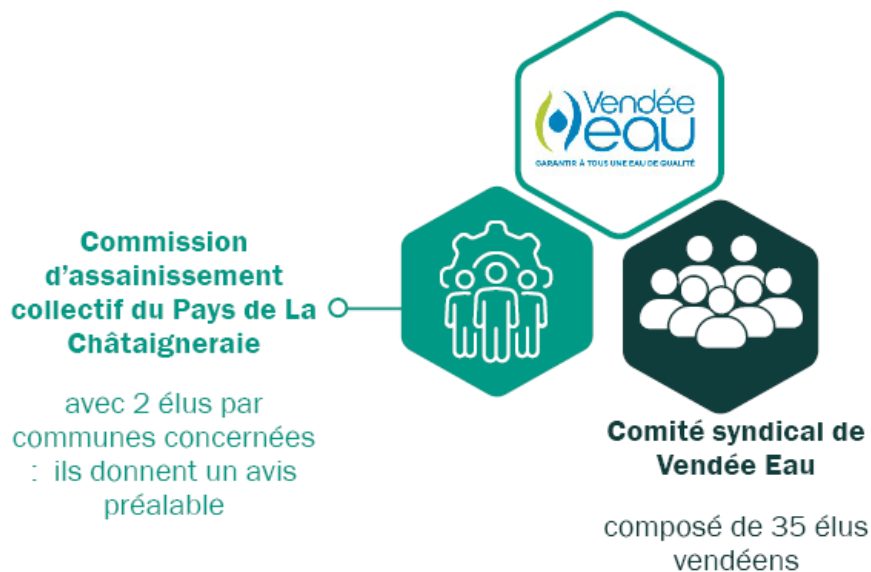 Vendée
eau
GARANTIR À TOUS UNE EAU DE QUALITÉ
Commission
d'assainissement
collectif du Pays de La
Châtaigneraie
avec 2 élus par
communes concernées
: ils donnent un avis
préalable
Comité syndical de
Vendée Eau
composé de 35 élus
vendéens